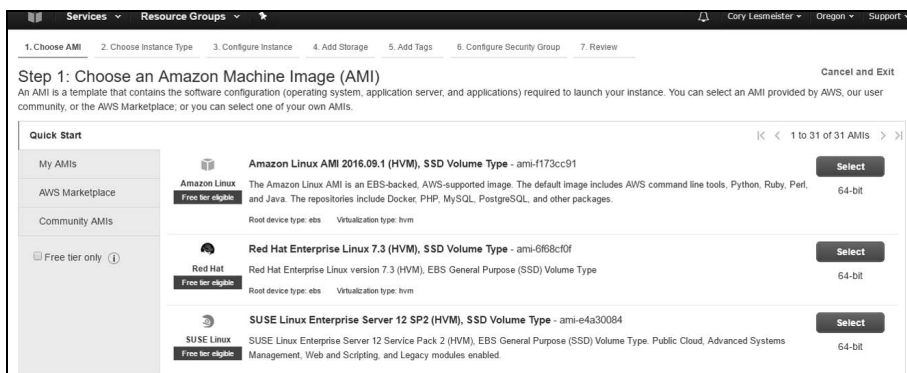 Services Resource Groups Cory Lesmeister Oregon Support
1. Choose AMI 2. Choose Instance Type 3. Configure Instance 4. Add Storage 5. Add Tags 6. Configure Security Group 7. Review
Step 1: Choose an Amazon Machine Image (AMI)
Cancel and Exit
An AMI is a template that contains the software configuration (operating system, application server, and applications) required to launch your instance. You can select an AMI provided by AWS, our user
community, or the AWS Marketplace; or you can select one of your own AMIs.
Quick Start
1 to 31 of 31 AMIs
My AMIs
AWS Marketplace
Community AMIs
Free tier only
Amazon Linux
Free tier eligible
Amazon Linux AMI 2016.09.1 (HVM), SSD Volume Type - ami-f173cc91
The Amazon Linux AMI is an EBS-backed, AWS-supported image. The default image includes AWS command line tools, Python, Ruby, Perl,
and Java. The repositories include Docker, PHP, MySQL, PostgreSQL, and other packages.
Root device type: ebs Virtualization type: hvm
Select
64-bit
Red Hat
Free tier eligible
Red Hat Enterprise Linux 7.3 (HVM), SSD Volume Type - ami-6f68cf0f
Red Hat Enterprise Linux version 7.3 (HVM), EBS General Purpose (SSD) Volume Type
Root device type: ebs Virtualization type: hvm
Select
64-bit
SUSE Linux
Free tier eligible
SUSE Linux Enterprise Server 12 SP2 (HVM), SSD Volume Type - ami-e4a30084
SUSE Linux Enterprise Server 12 Service Pack 2 (HVM), EBS General Purpose (SSD) Volume Type. Public Cloud, Advanced Systems
Management, Web and Scripting, and Legacy modules enabled.
Select
64-bit